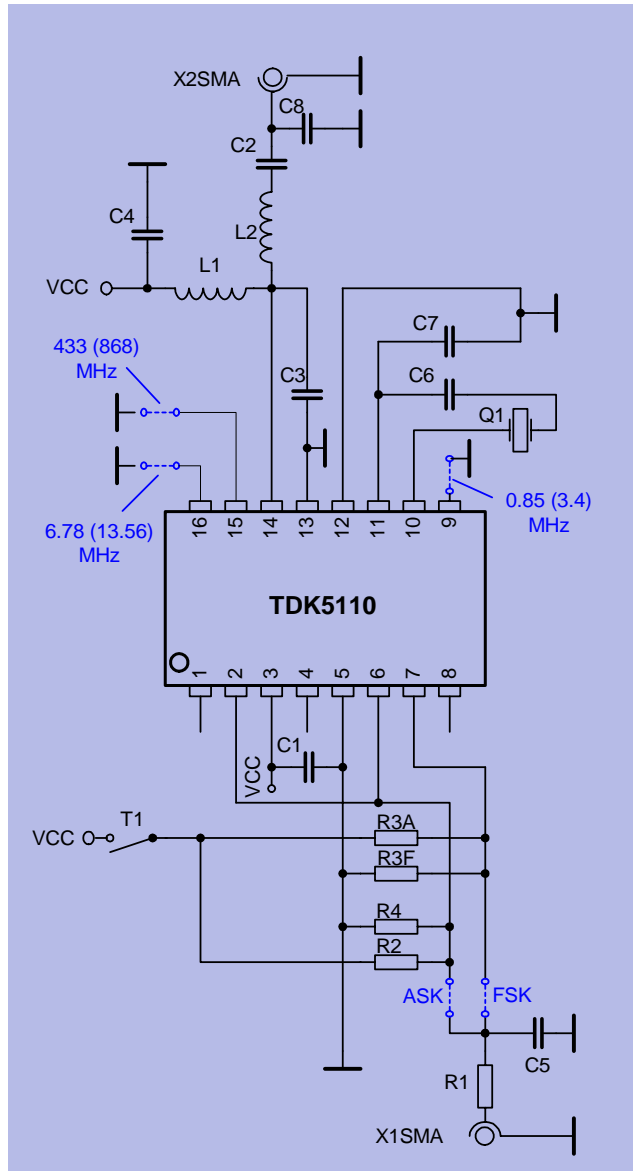 X2SMA
C8
C2
C4
L2
L1
VCC
433 (868)
MHz
C7
C3
C6
Q1
6.78 (13.56)
MHz
0.85 (3.4)
MHz
16 15 14 13 12 11 10 9
TDK5110
1 2 3 4 5 6 7 8
C1
VCC
T1
VCC
R3A
R3F
R4
R2
ASK
FSK
C5
R1
X1SMA